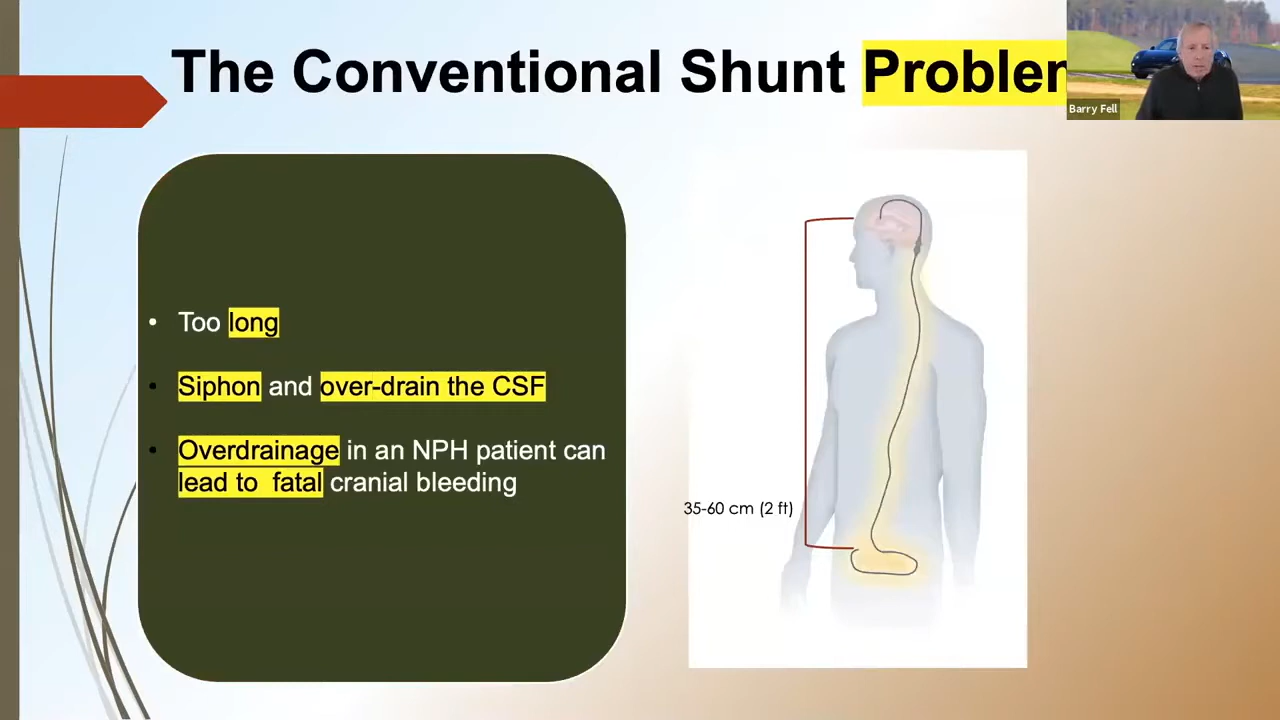 The Conventional Shunt Problem
Barry Fell
• Too long
• Siphon and over-drain the CSF
• Overdrainage in an NPH patient can
lead to fatal cranial bleeding
35-60 cm (2 ft)